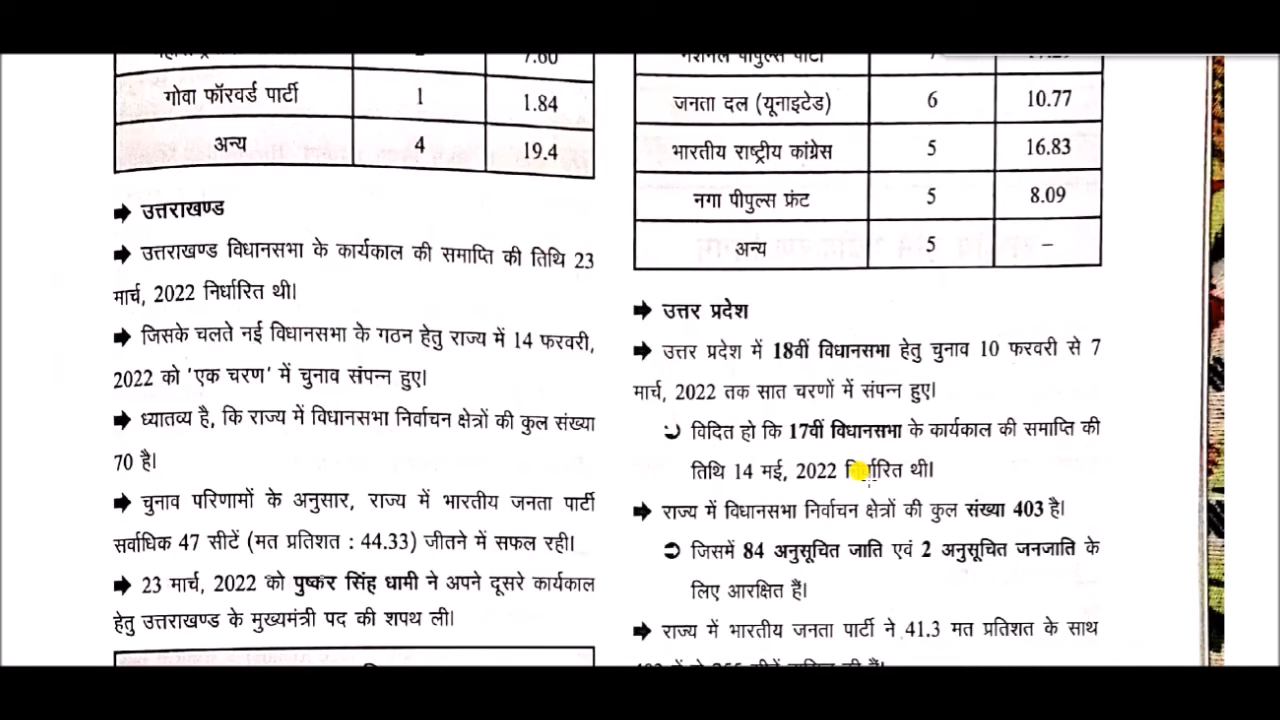 7.60
गोवा फॉरवर्ड पार्टी 1 1.84
अन्य 4 19.4
➡ उत्तराखण्ड
➡ उत्तराखण्ड विधानसभा के कार्यकाल की समाप्ति की तिथि 23
मार्च, 2022 निर्धारित थी।
➡ जिसके चलते नई विधानसभा के गठन हेतु राज्य में 14 फरवरी,
2022 को 'एक चरण' में चुनाव संपन्न हुए।
➡ ध्यातव्य है, कि राज्य में विधानसभा निर्वाचन क्षेत्रों की कुल संख्या
70 है।
➡ चुनाव परिणामों के अनुसार, राज्य में भारतीय जनता पार्टी
सर्वाधिक 47 सीटें (मत प्रतिशत : 44.33) जीतने में सफल रही।
➡ 23 मार्च, 2022 को पुष्कर सिंह धामी ने अपने दूसरे कार्यकाल
हेतु उत्तराखण्ड के मुख्यमंत्री पद की शपथ ली।
नेशनल पीपुल्स पार्टी
जनता दल (यूनाइटेड) 6 10.77
भारतीय राष्ट्रीय कांग्रेस 5 16.83
नगा पीपुल्स फ्रंट 5 8.09
अन्य 5 –
➡ उत्तर प्रदेश
➡ उत्तर प्रदेश में 18वीं विधानसभा हेतु चुनाव 10 फरवरी से 7
मार्च, 2022 तक सात चरणों में संपन्न हुए।
➲ विदित हो कि 17वीं विधानसभा के कार्यकाल की समाप्ति की
तिथि 14 मई, 2022 निर्धारित थी।
➡ राज्य में विधानसभा निर्वाचन क्षेत्रों की कुल संख्या 403 है।
➲ जिसमें 84 अनुसूचित जाति एवं 2 अनुसूचित जनजाति के
लिए आरक्षित हैं।
➡ राज्य में भारतीय जनता पार्टी ने 41.3 मत प्रतिशत के साथ